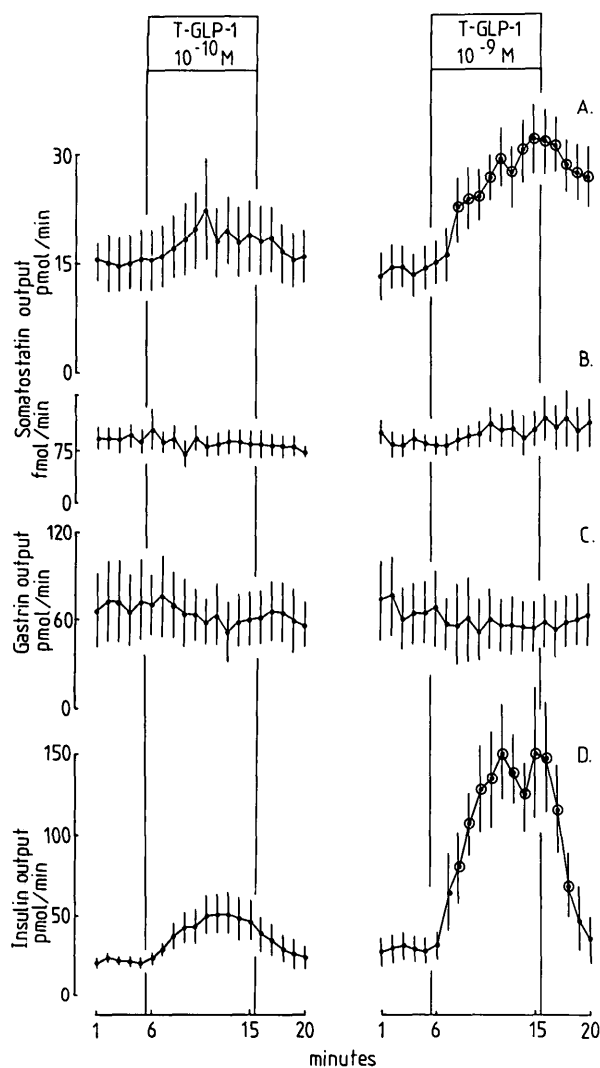 T-GLP-1
10⁻¹⁰ M
T-GLP-1
10⁻⁹ M
A.
30
15
0
Somatostatin output
pmol/min
B.
75
0
fmol/min
C.
120
60
0
Gastrin output
pmol/min
D.
150
100
50
0
Insulin output
pmol/min
1 6 15 20
1 6 15 20
minutes